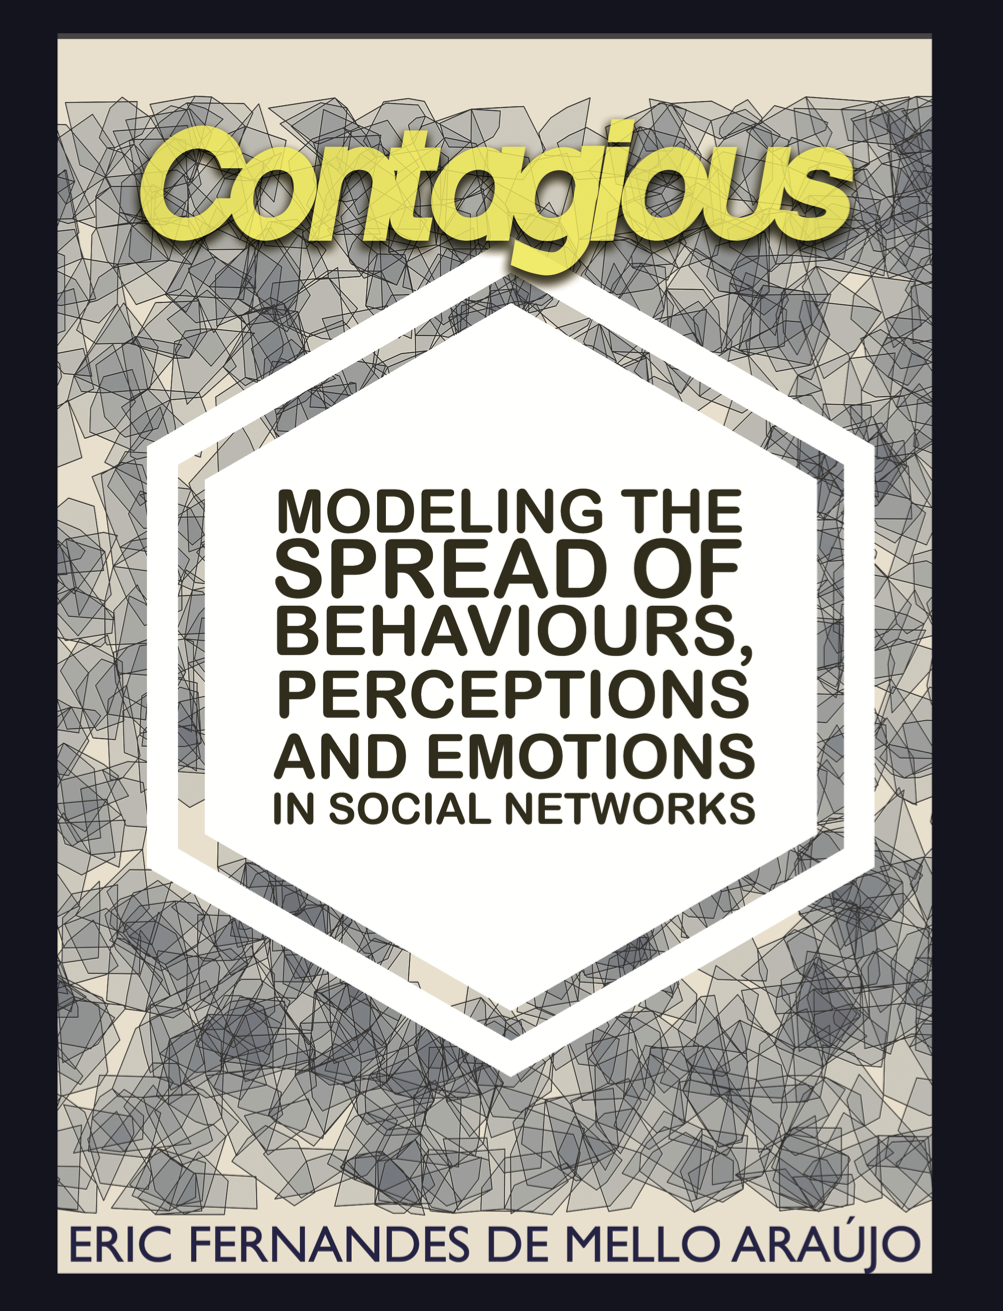 Contagious
MODELING THE
SPREAD OF
BEHAVIOURS,
PERCEPTIONS
AND EMOTIONS
IN SOCIAL NETWORKS
ERIC FERNANDES DE MELLO ARAÚJO